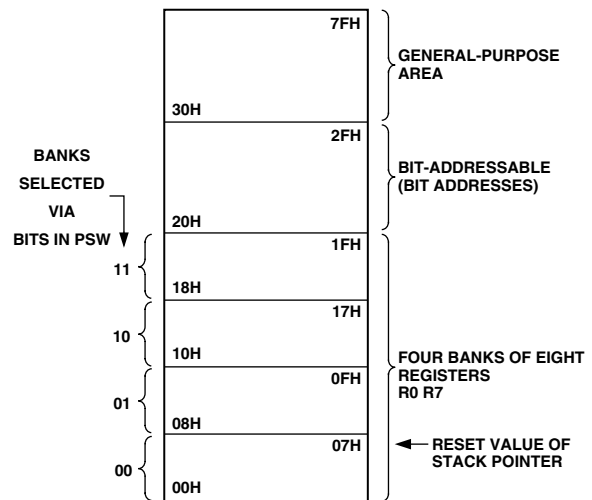 7FH
GENERAL-PURPOSE
AREA
30H
2FH
BANKS
SELECTED
VIA
BITS IN PSW
BIT-ADDRESSABLE
(BIT ADDRESSES)
20H
1FH
11
18H
17H
10
10H
FOUR BANKS OF EIGHT
REGISTERS
R0 R7
0FH
01
08H
07H
RESET VALUE OF
STACK POINTER
00
00H